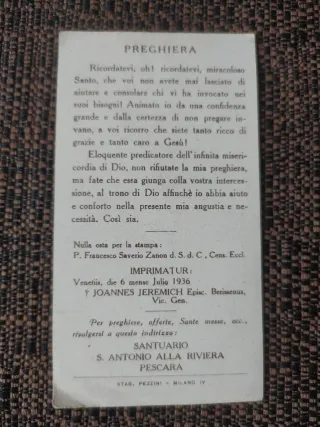 PREGHIERA
Ricordatevi, oh! ricordatevi, miracoloso
Santo, che voi non avete mai lasciato di
aiutare e consolare chi vi ha invocato nei
suoi bisogni! Animato io da una confidenza
grande e dalla certezza di non pregare in-
vano, a voi ricorro che siete tanto ricco di
grazie e tanto caro a Gesù!
Eloquente predicatore dell'infinita miseri-
cordia di Dio, non rifiutate la mia preghiera,
ma fate che essa giunga colla vostra interces-
sione, al trono di Dio affinchè io abbia aiuto
e conforto nella presente mia angustia e ne-
cessità. Così sia.
Nulla osta per la stampa:
P. Francesco Saverio Zanon d. S. d. C., Cens. Eccl.
IMPRIMATUR:
Venetiis, die 6 mense Julio 1936
† JOANNES JEREMICH Episc. Berissensis,
Vic. Gen.
Per preghiere, offerte, Sante messe, ecc.,
rivolgersi a questo indirizzo:
SANTUARIO
S. ANTONIO ALLA RIVIERA
PESCARA
STAB. PEZZINI - MILANO IV